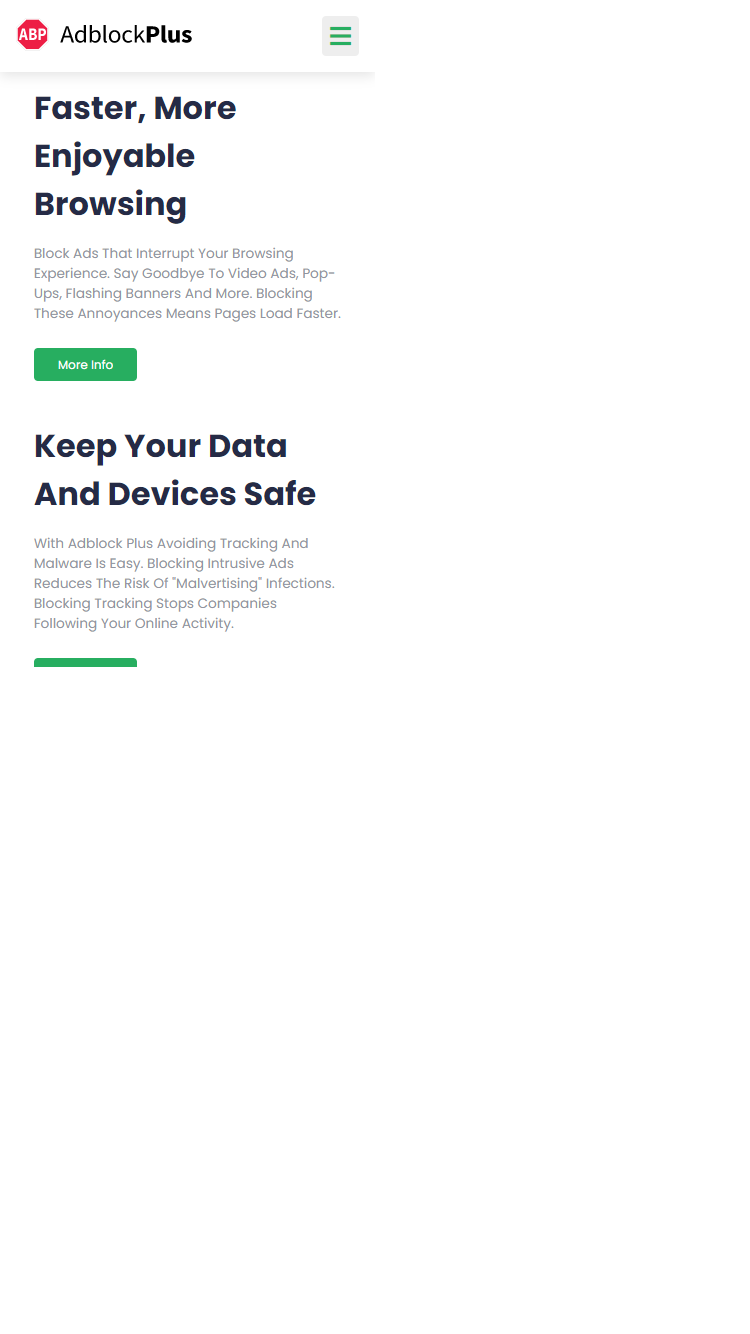 ABP AdblockPlus
Faster, More
Enjoyable
Browsing
Block Ads That Interrupt Your Browsing
Experience. Say Goodbye To Video Ads, Pop-
Ups, Flashing Banners And More. Blocking
These Annoyances Means Pages Load Faster.
More Info
Keep Your Data
And Devices Safe
With Adblock Plus Avoiding Tracking And
Malware Is Easy. Blocking Intrusive Ads
Reduces The Risk Of "Malvertising" Infections.
Blocking Tracking Stops Companies
Following Your Online Activity.